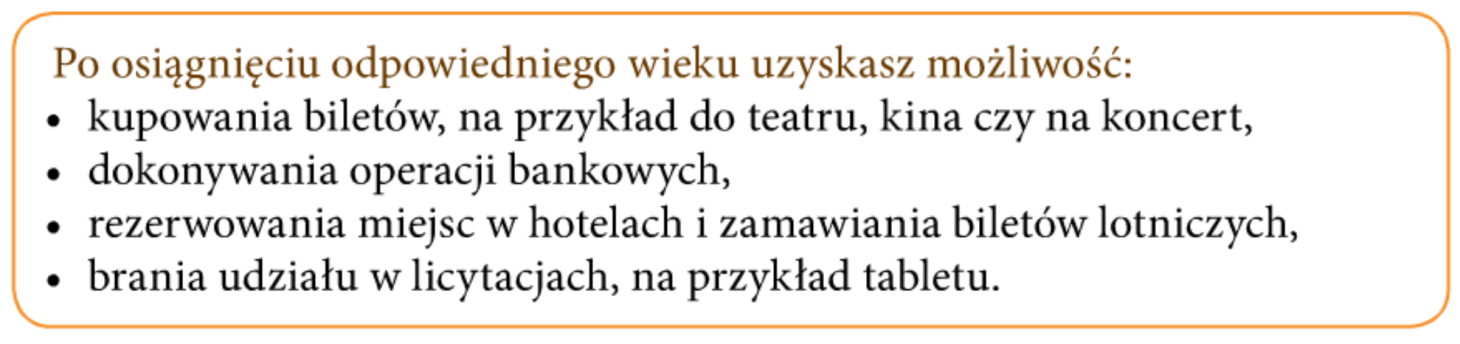 Po osiągnięciu odpowiedniego wieku uzyskasz możliwość:
• kupowania biletów, na przykład do teatru, kina czy na koncert,
• dokonywania operacji bankowych,
• rezerwowania miejsc w hotelach i zamawiania biletów lotniczych,
• brania udziału w licytacjach, na przykład tabletu.